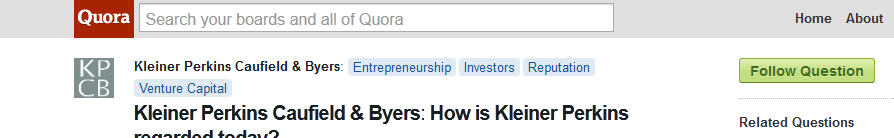 Quora Search your boards and all of Quora Home About
KP
CB
Kleiner Perkins Caufield & Byers: Entrepreneurship Investors Reputation
Venture Capital
Follow Question
Kleiner Perkins Caufield & Byers: How is Kleiner Perkins
regarded today?
Related Questions